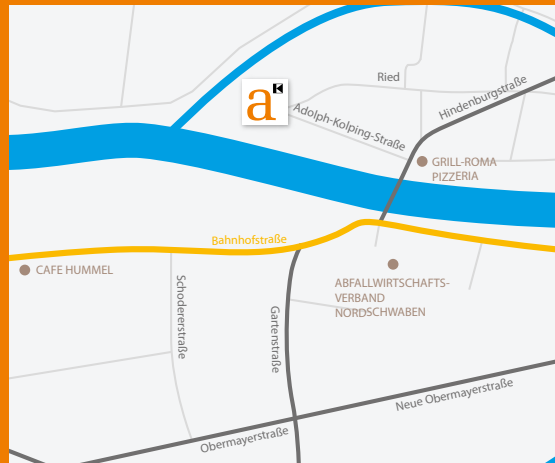 Ried
Hindenburgstraße
a
Adolph-Kolping-Straße
GRILL-ROMA
PIZZERIA
Bahnhofstraße
CAFE HUMMEL
ABFALLWIRTSCHAFTS-
VERBAND
NORDSCHWABEN
Schodererstraße
Gartenstraße
Neue Obermayerstraße
Obermayerstraße